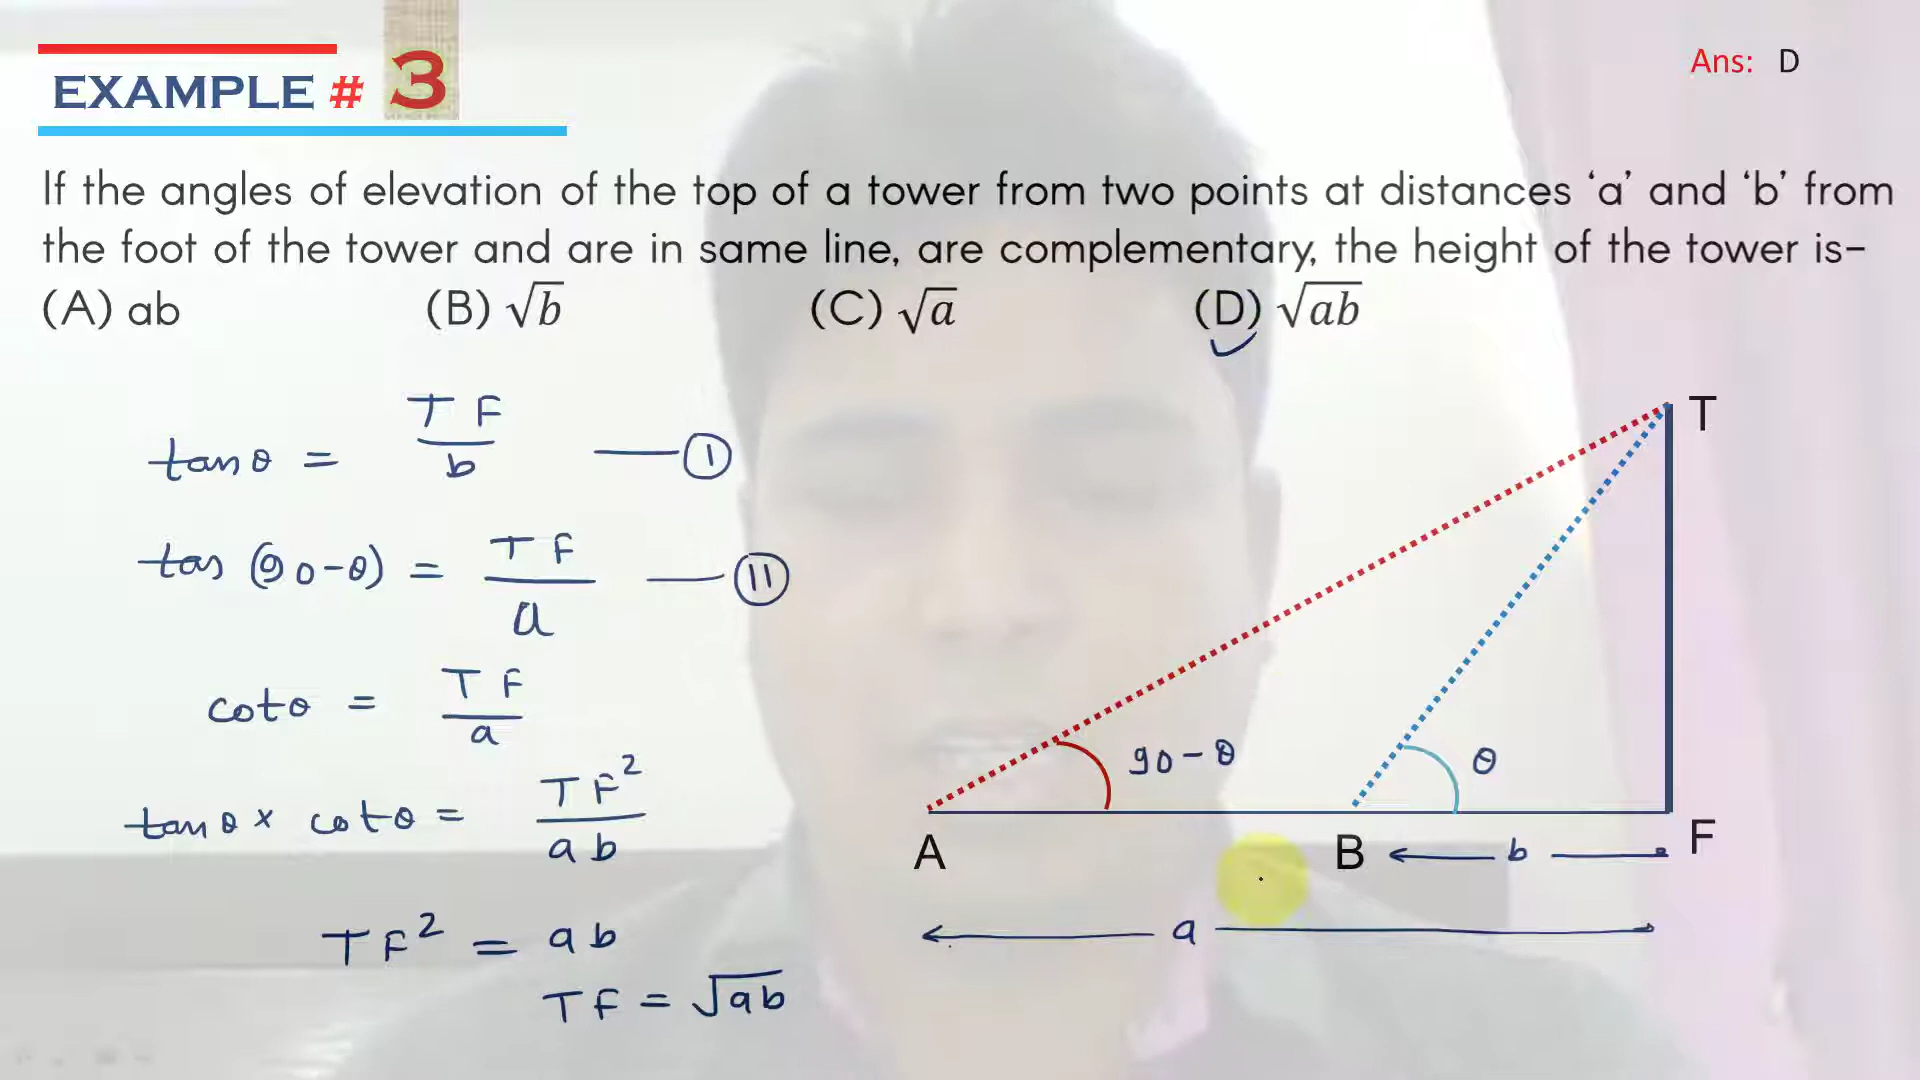 EXAMPLE # 3
Ans: D
If the angles of elevation of the top of a tower from two points at distances ‘a’ and ‘b’ from
the foot of the tower and are in same line, are complementary, the height of the tower is-
(A) ab (B) √b (C) √a (D) √ab
tanθ = TF/b — (I)
tan (90-θ) = TF/a — (II)
cotθ = TF/a
tanθ × cotθ = TF²/ab
TF² = ab
TF = √ab
T
90-θ
θ
A
B
F
b
a